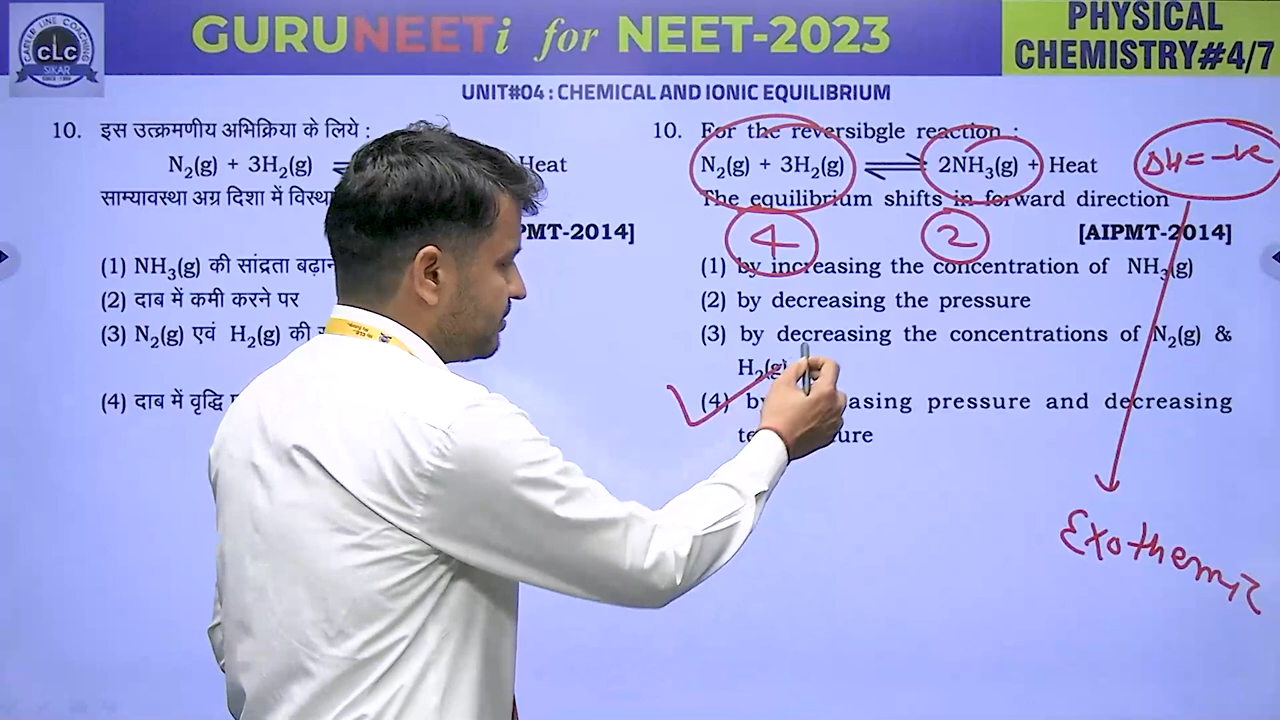 GURUNEETi for NEET-2023
PHYSICAL
CHEMISTRY#4/7
CLC
SIKAR
UNIT#04 : CHEMICAL AND IONIC EQUILIBRIUM
10. इस उत्क्रमणीय अभिक्रिया के लिये :
N₂(g) + 3H₂(g) Heat
साम्यावस्था अग्र दिशा में
PMT-2014]
(1) NH₃(g) की सांद्रता
(2) दाब में कमी करने पर
(3) N₂(g) एवं H₂(g) की
(4) दाब में वृद्धि
10. For the reversibgle reaction :
N₂(g) + 3H₂(g) ⇌ 2NH₃(g) + Heat
ΔH = -ve
The equilibrium shifts in forward direction
4 2
[AIPMT-2014]
(1) by increasing the concentration of NH₃(g)
(2) by decreasing the pressure
(3) by decreasing the concentrations of N₂(g) &
H₂(g)
(4) pressure and decreasing
Exothermic